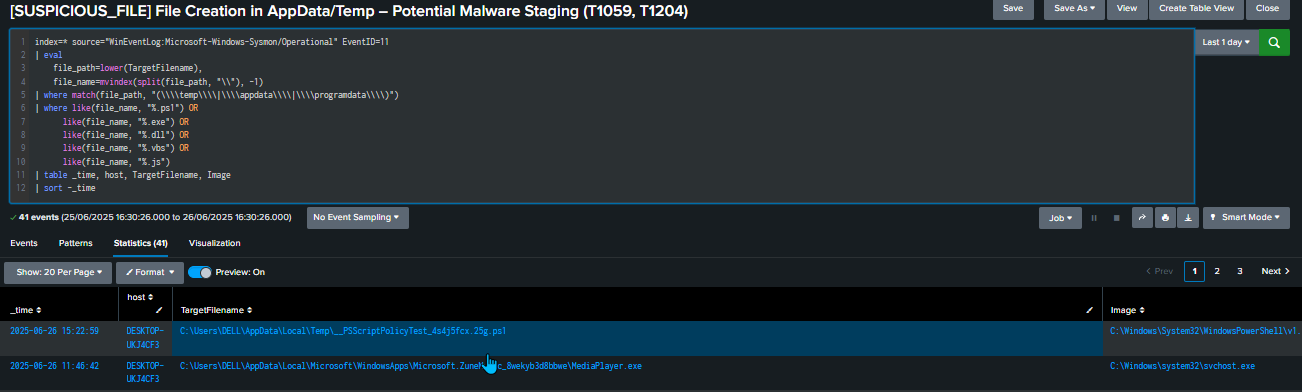 [SUSPICIOUS_FILE] File Creation in AppData/Temp – Potential Malware Staging (T1059, T1204)
Save
Save As
View
Create Table View
Close
1 index=* source="WinEventLog:Microsoft-Windows-Sysmon/Operational" EventID=11
2 | eval
3 file_path=lower(TargetFilename),
4 file_name=mvindex(split(file_path, "\\"), -1)
5 | where match(file_path, "(\\\\temp\\\\|\\\\appdata\\\\|\\\\programdata\\\\)")
6 | where like(file_name, "%.ps1") OR
7 like(file_name, "%.exe") OR
8 like(file_name, "%.dll") OR
9 like(file_name, "%.vbs") OR
10 like(file_name, "%.js")
11 | table _time, host, TargetFilename, Image
12 | sort -_time
Last 1 day
41 events (25/06/2025 16:30:26.000 to 26/06/2025 16:30:26.000)
No Event Sampling
Job
Smart Mode
Events
Patterns
Statistics (41)
Visualization
Show: 20 Per Page
Format
Preview: On
Prev
1
2
3
Next
_time
host
TargetFilename
Image
2025-06-26 15:22:59
DESKTOP-
UKJ4CF3
C:\Users\DELL\AppData\Local\Temp\__PSScriptPolicyTest_4s4j5fcx.25g.ps1
C:\Windows\System32\WindowsPowerShell\v1.
2025-06-26 11:46:42
DESKTOP-
UKJ4CF3
C:\Users\DELL\AppData\Local\Microsoft\WindowsApps\Microsoft.ZuneM c_8wekyb3d8bbwe\MediaPlayer.exe
C:\Windows\system32\svchost.exe